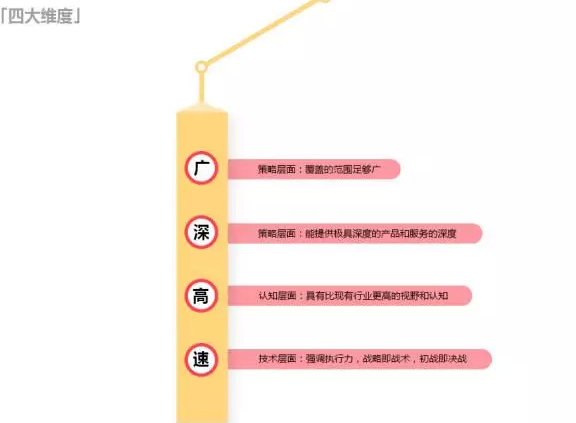 「四大维度」
广
策略层面：覆盖的范围足够广
深
策略层面：能提供极具深度的产品和服务的深度
高
认知层面：具有比现有行业更高的视野和认知
速
技术层面：强调执行力，战略即战术，初战即决战